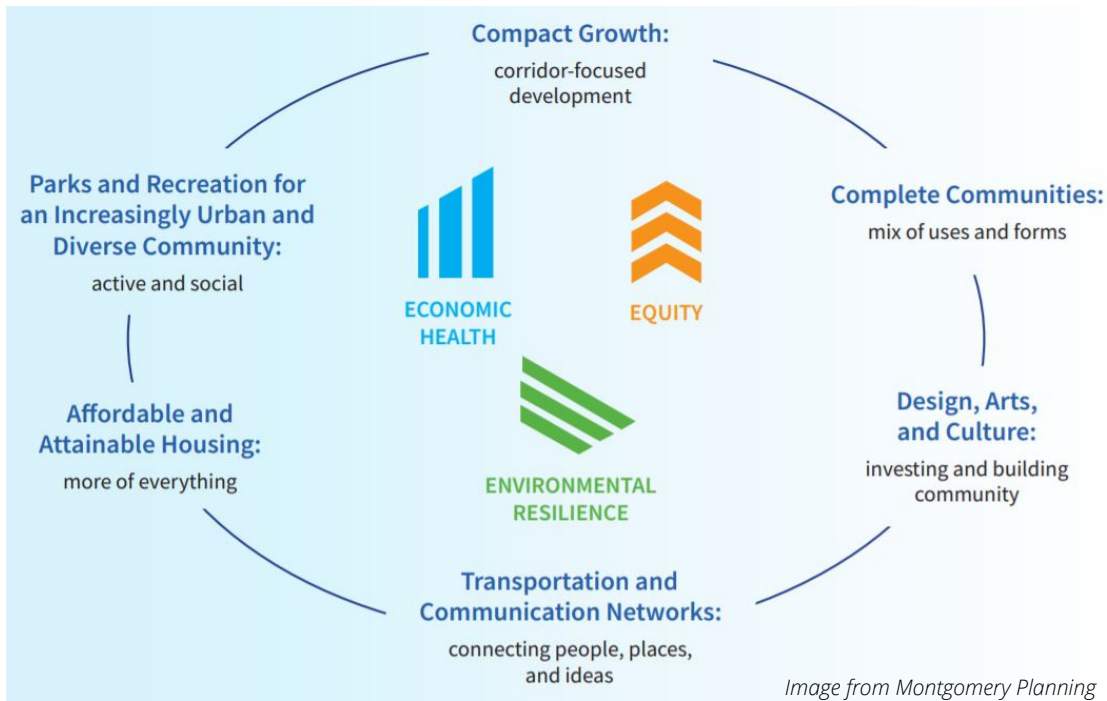 Compact Growth:
corridor-focused
development
Parks and Recreation for
an Increasingly Urban and
Diverse Community:
active and social
ECONOMIC
HEALTH
EQUITY
Complete Communities:
mix of uses and forms
ENVIRONMENTAL
RESILIENCE
Affordable and
Attainable Housing:
more of everything
Design, Arts,
and Culture:
investing and building
community
Transportation and
Communication Networks:
connecting people, places,
and ideas
Image from Montgomery Planning